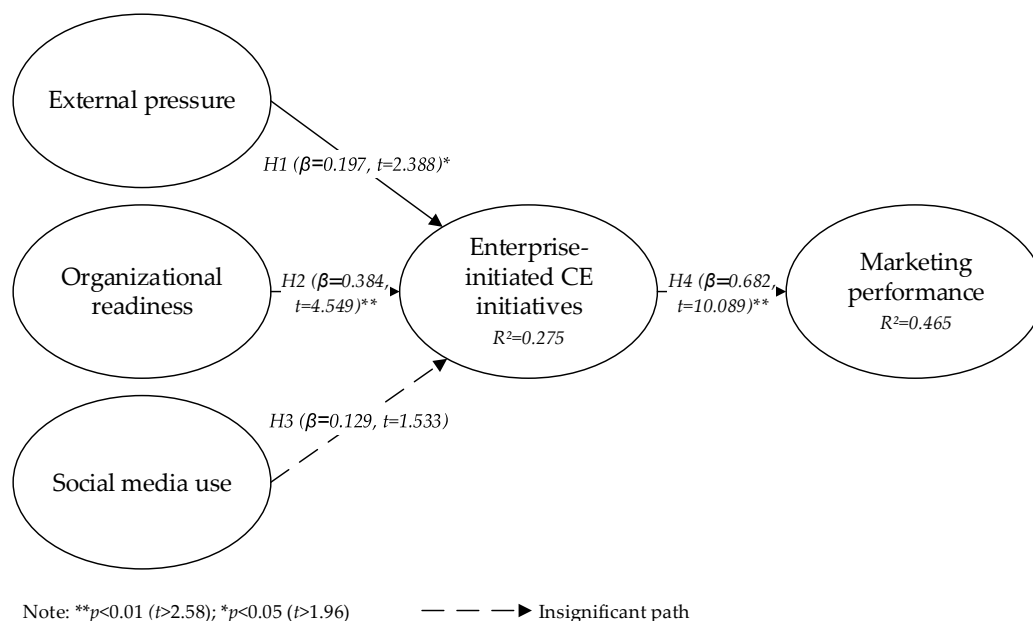 External pressure
H1 (β=0.197, t=2.388)*
Organizational
readiness
H2 (β=0.384,
t=4.549)**
Enterprise-
initiated CE
initiatives
R²=0.275
H4 (β=0.682,
t=10.089)**
Marketing
performance
R²=0.465
H3 (β=0.129, t=1.533)
Social media use
Note: **p<0.01 (t>2.58); *p<0.05 (t>1.96)
Insignificant path